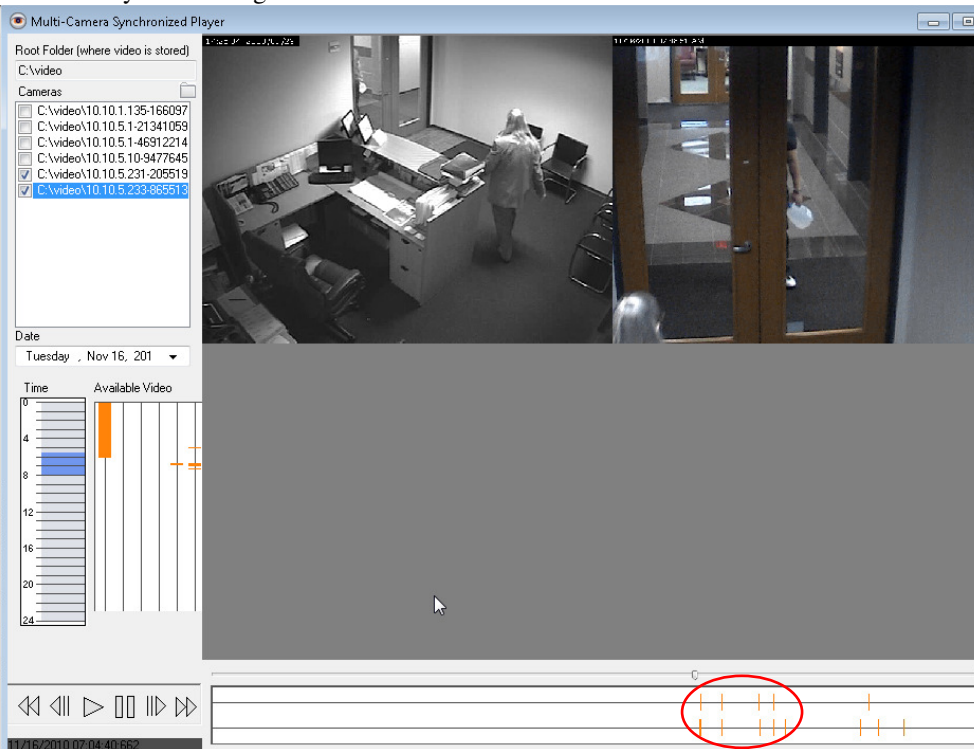 Multi-Camera Synchronized Player
Root Folder (where video is stored)
C:\video
Cameras
C:\video\10.10.1.135-166097
C:\video\10.10.5.1-21341059
C:\video\10.10.5.1-46912214
C:\video\10.10.5.10-9477645
C:\video\10.10.5.231-205519
C:\video\10.10.5.233-865513
Date
Tuesday , Nov 16, 201
Time Available Video
0
4
8
12
16
20
24
11/16/2010 07:04:40:662